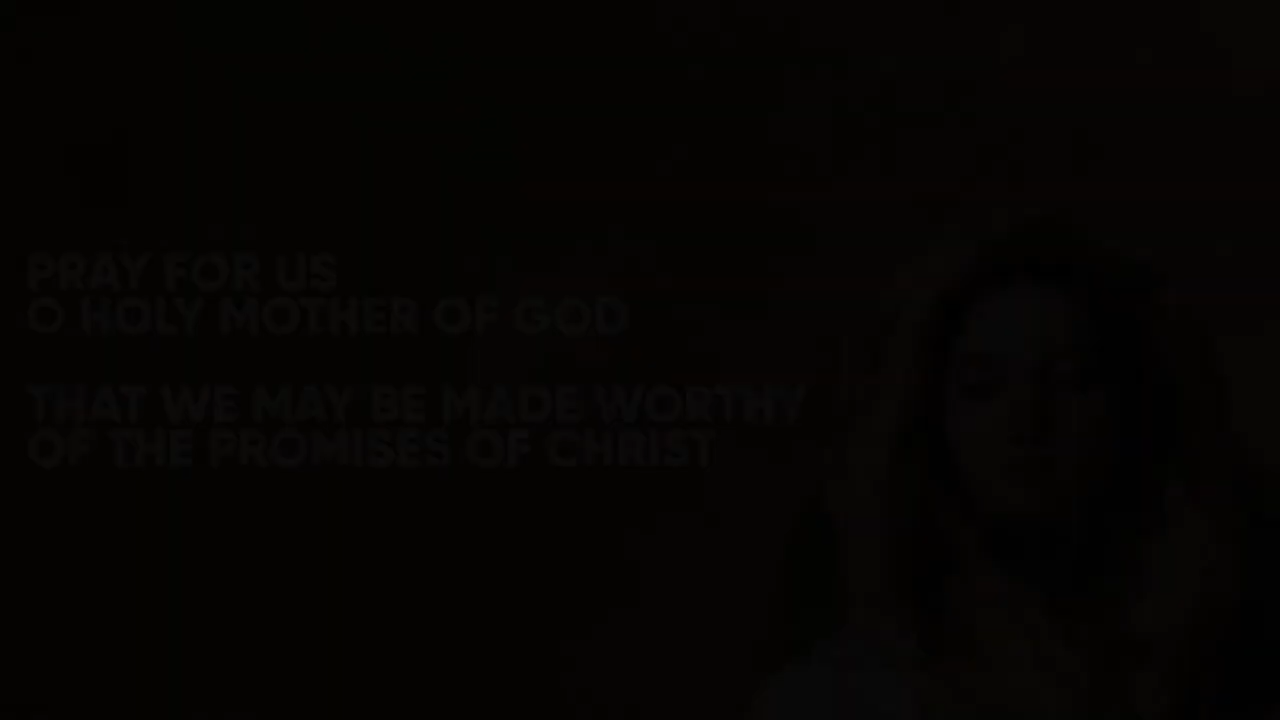 PRAY FOR US
O HOLY MOTHER OF GOD
THAT WE MAY BE MADE WORTHY
OF THE PROMISES OF CHRIST